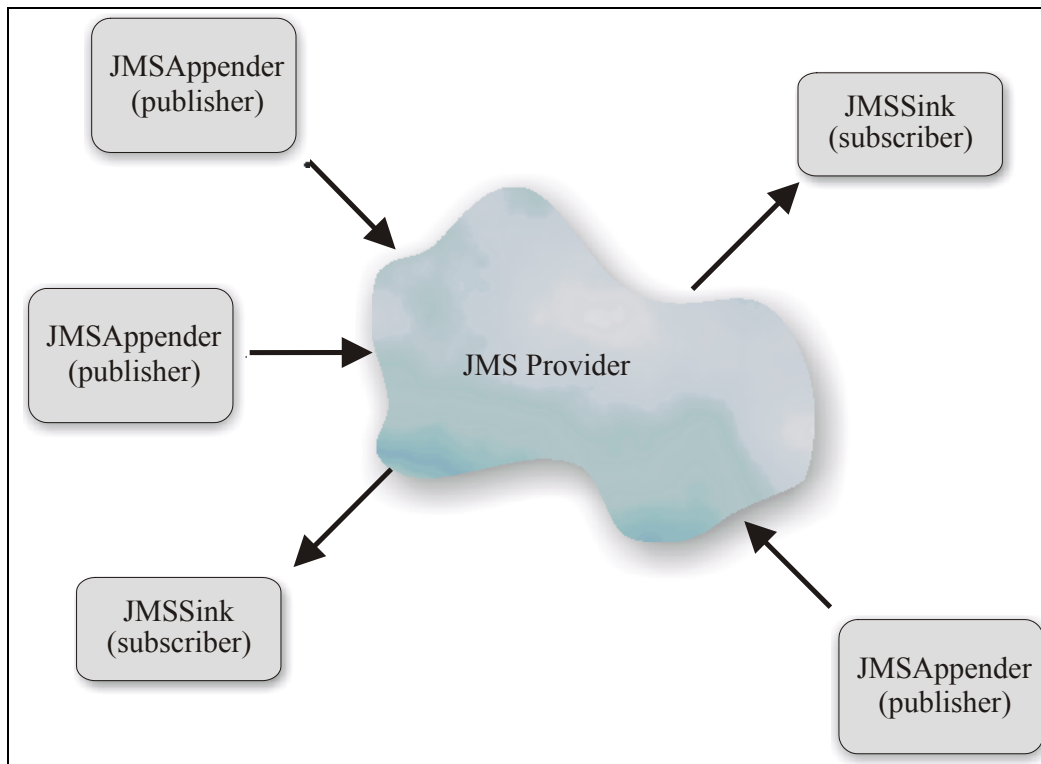 JMSAppender
(publisher)
JMSSink
(subscriber)
JMSAppender
(publisher)
JMS Provider
JMSSink
(subscriber)
JMSAppender
(publisher)